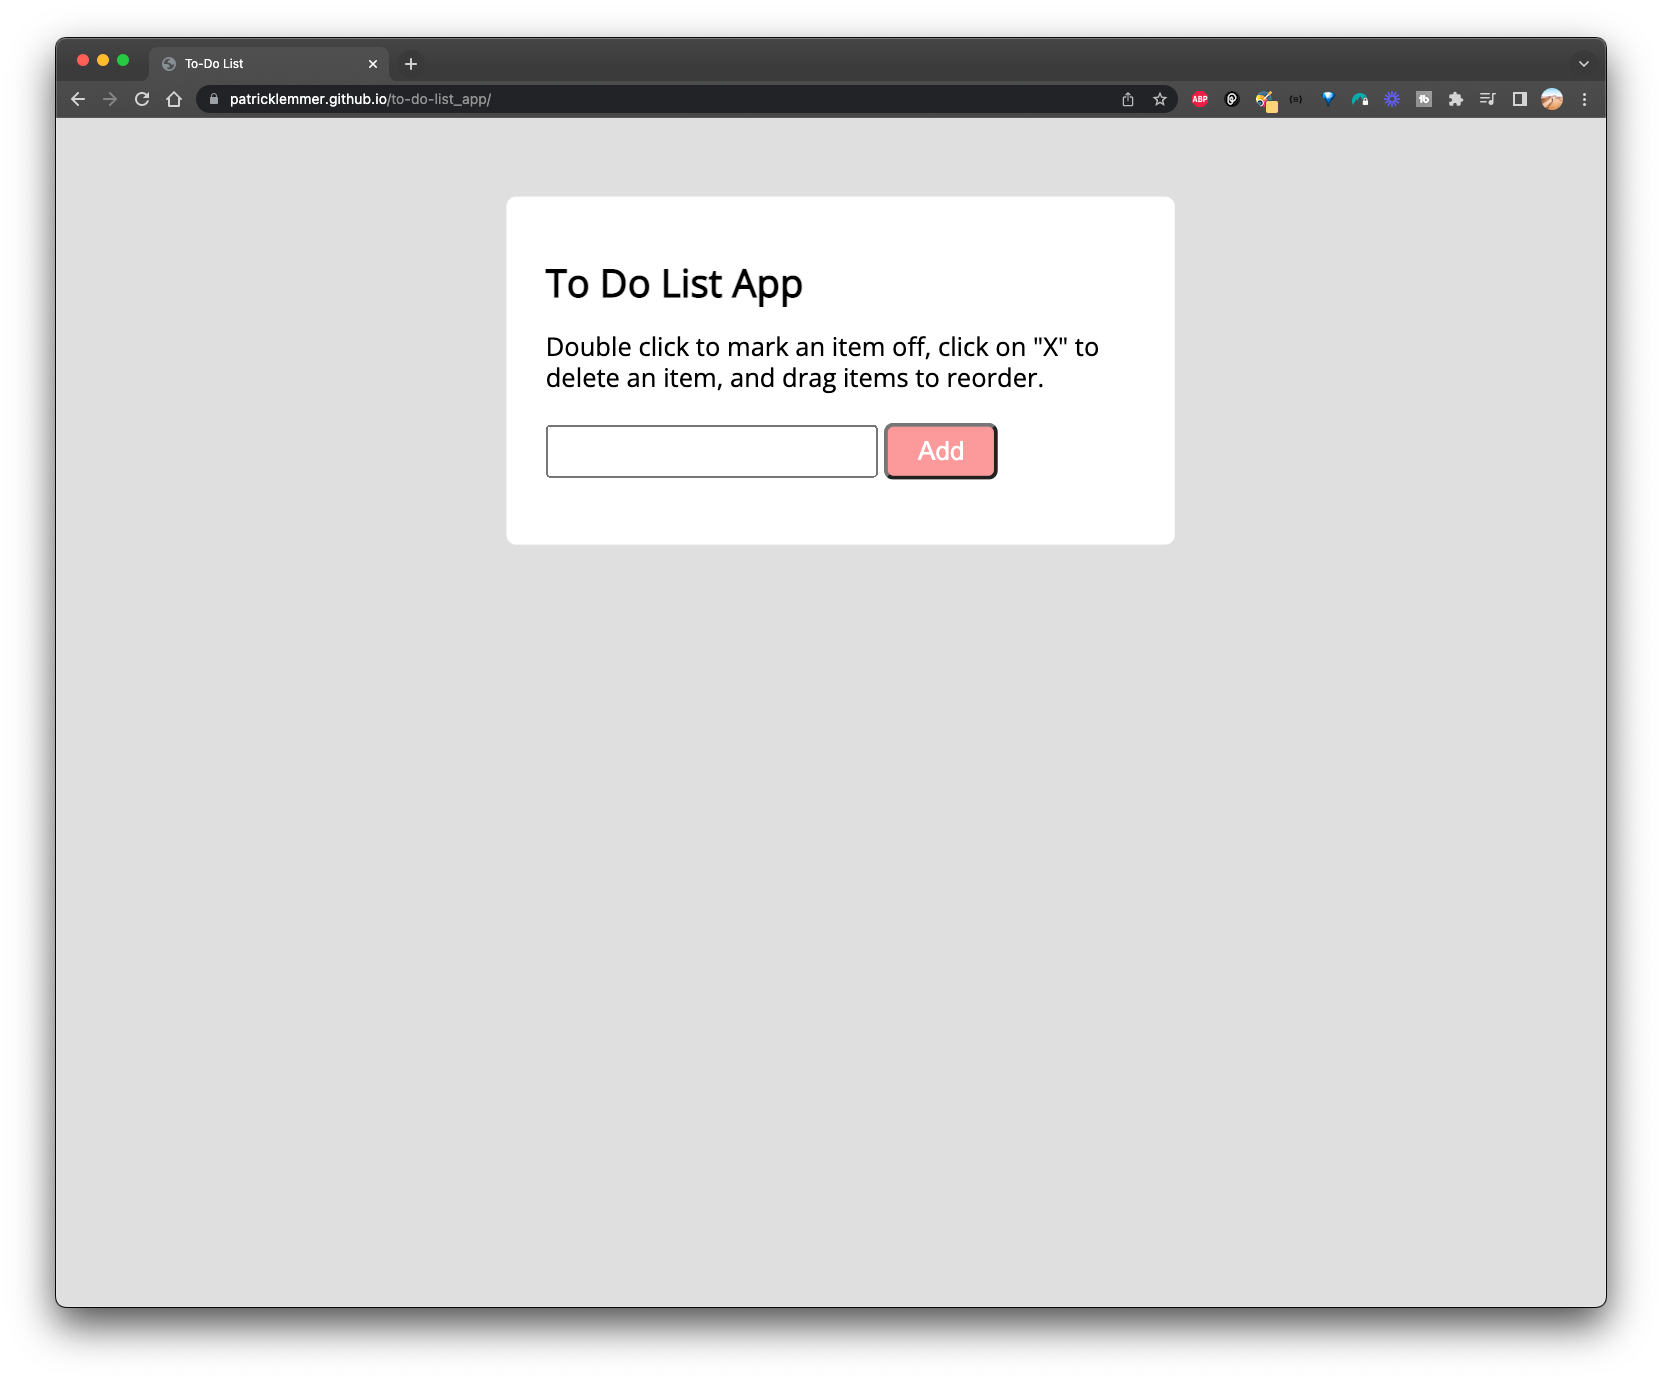 To-Do List
patricklemmer.github.io/to-do-list_app/
ABP
To Do List App
Double click to mark an item off, click on "X" to
delete an item, and drag items to reorder.
Add